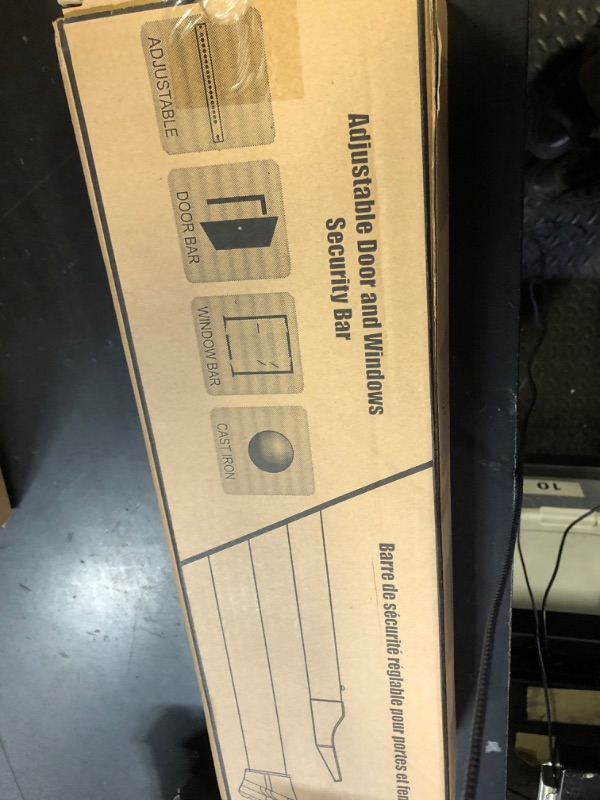 Adjustable Door and Windows
Security Bar
ADJUSTABLE
DOOR BAR
WINDOW BAR
CAST IRON
Barre de sécurité réglable pour portes et
10